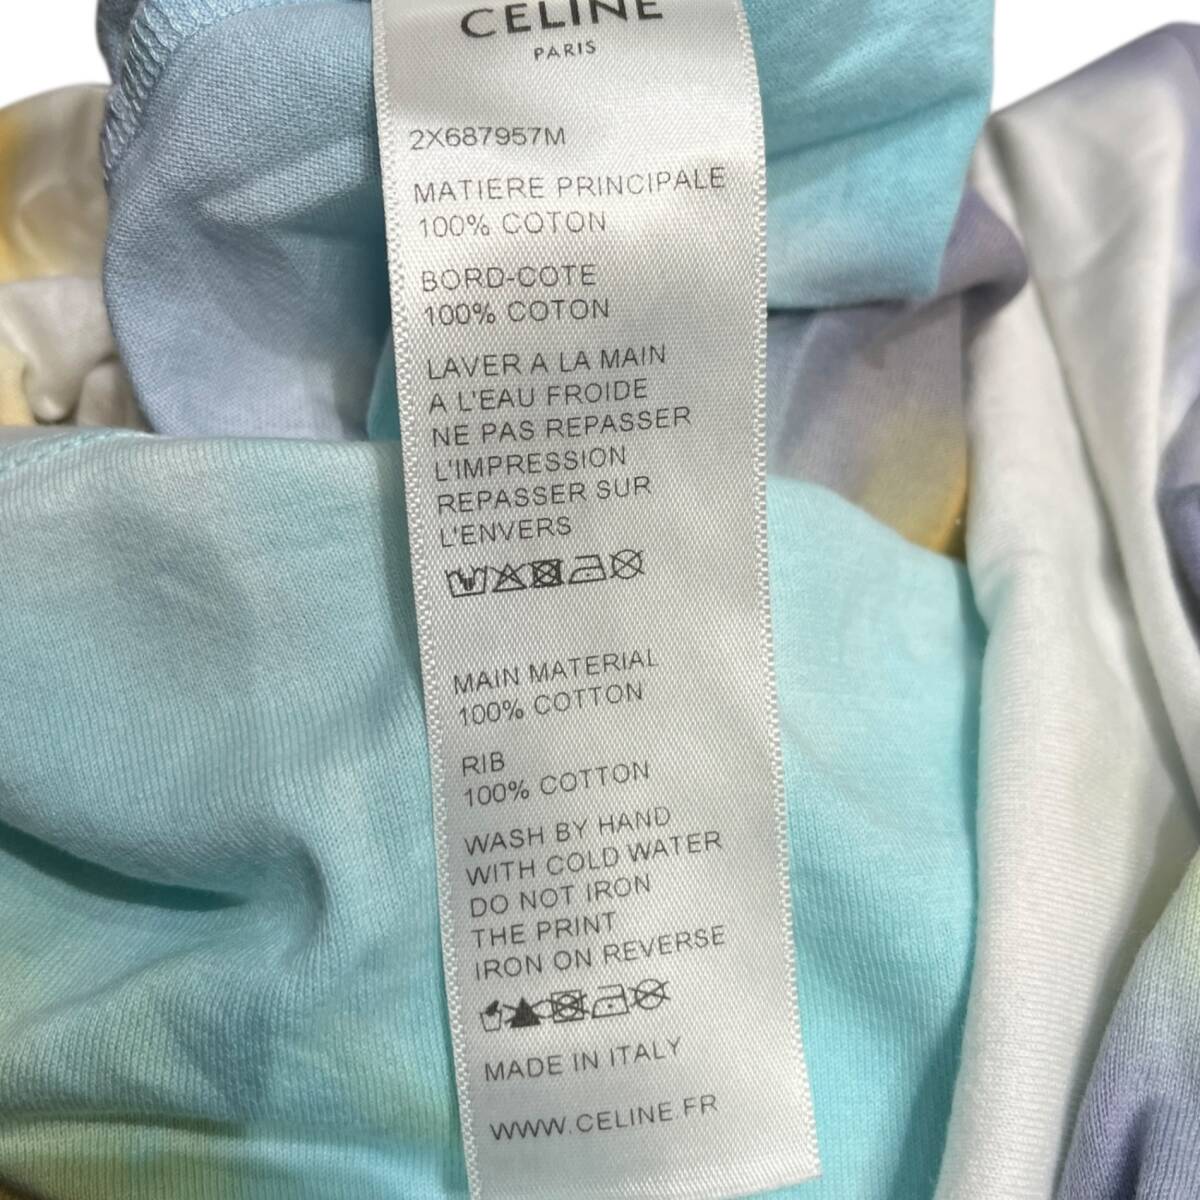 CELINE
PARIS
2X687957M
MATIERE PRINCIPALE
100% COTON
BORD-COTE
100% COTON
LAVER A LA MAIN
A L'EAU FROIDE
NE PAS REPASSER
L'IMPRESSION
REPASSER SUR
L'ENVERS
MAIN MATERIAL
100% COTTON
RIB
100% COTTON
WASH BY HAND
WITH COLD WATER
DO NOT IRON
THE PRINT
IRON ON REVERSE
MADE IN ITALY
WWW.CELINE.FR